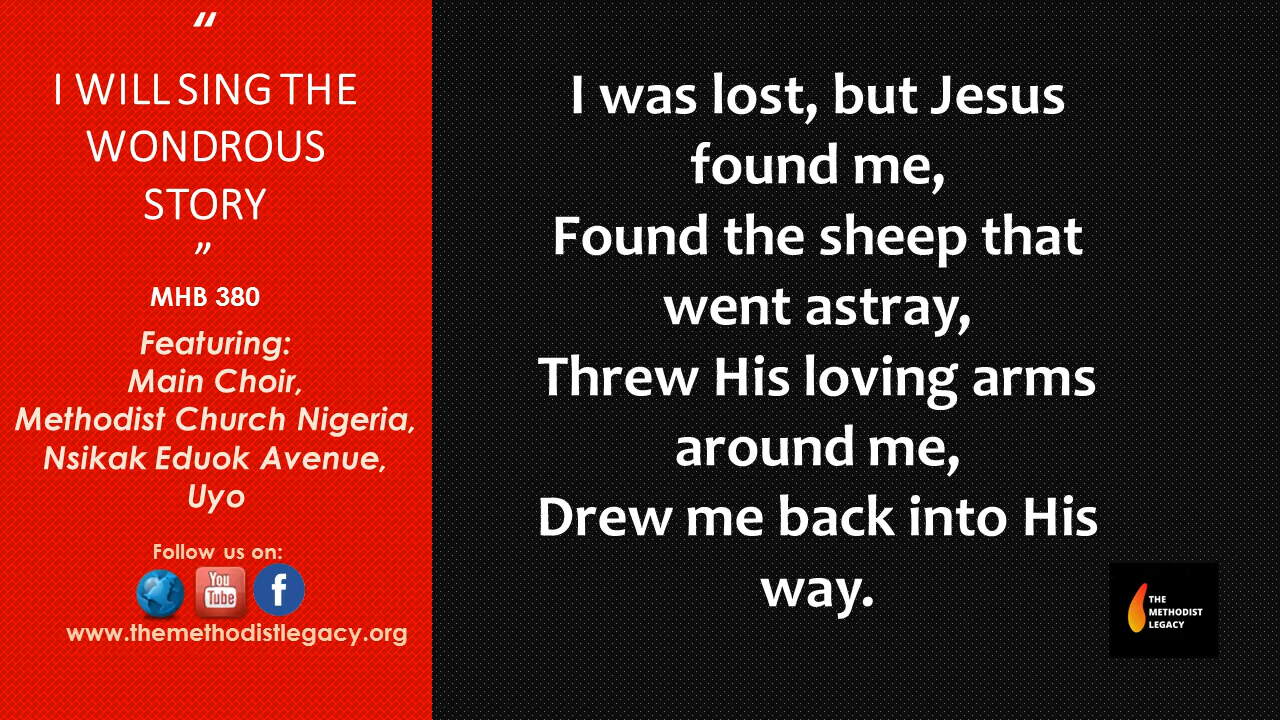 “
I WILL SING THE
WONDROUS
STORY
”
MHB 380
Featuring:
Main Choir,
Methodist Church Nigeria,
Nsikak Eduok Avenue,
Uyo
Follow us on:
You
Tube
f
www.themethodistlegacy.org
I was lost, but Jesus
found me,
Found the sheep that
went astray,
Threw His loving arms
around me,
Drew me back into His
way.
THE
METHODIST
LEGACY